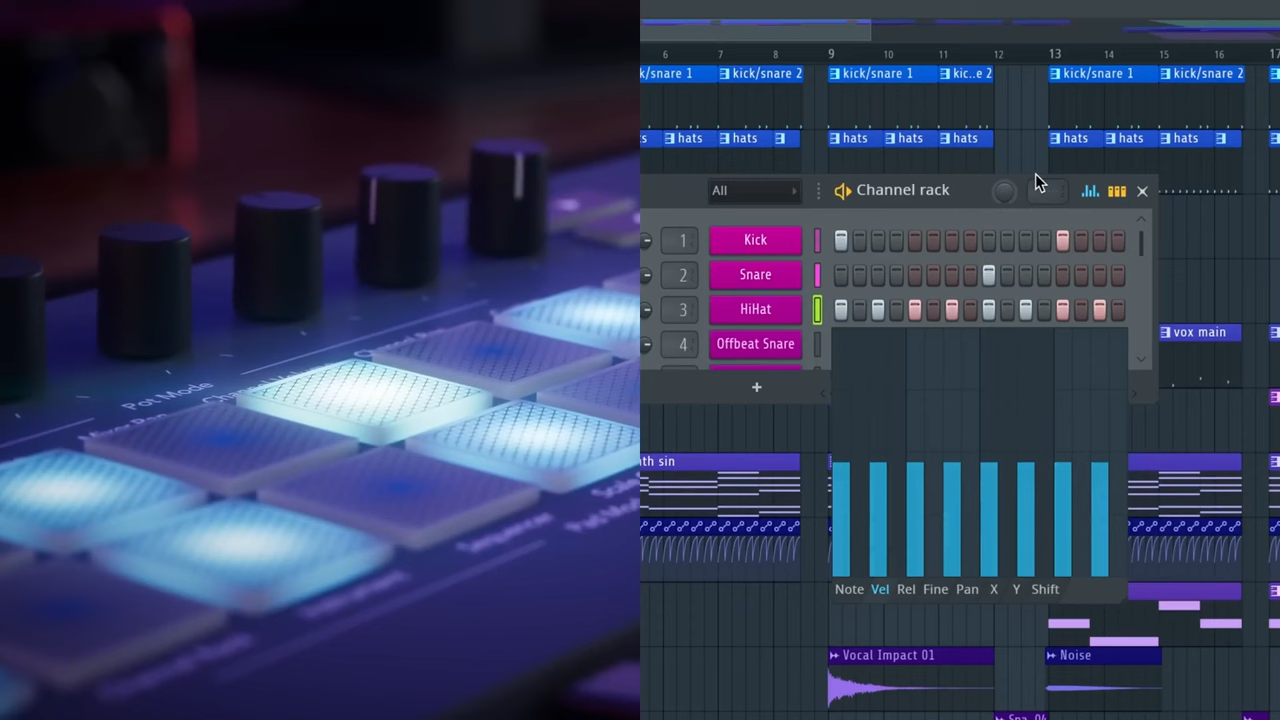 6 7 8 9 10 11 12 13 14 15 16 17
k/snare 1 kick/snare 2 kick/snare 1 kic..e 2 kick/snare 1 kick/snare 2
s hats hats hats hats hats hats hats hats
All Channel rack
1 Kick
2 Snare
3 HiHat
4 Offbeat Snare
+
vox main
th sin
Note Vel Rel Fine Pan X Y Shift
Vocal Impact 01 Noise
Pot Mode
Sequencer